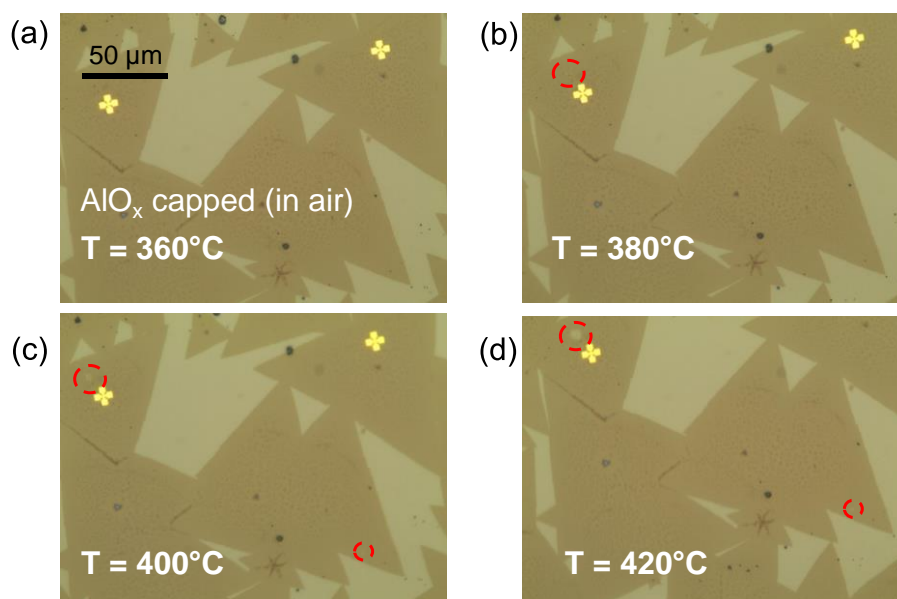 (a)
50 μm
AlOₓ capped (in air)
T = 360°C
(b)
T = 380°C
(c)
T = 400°C
(d)
T = 420°C